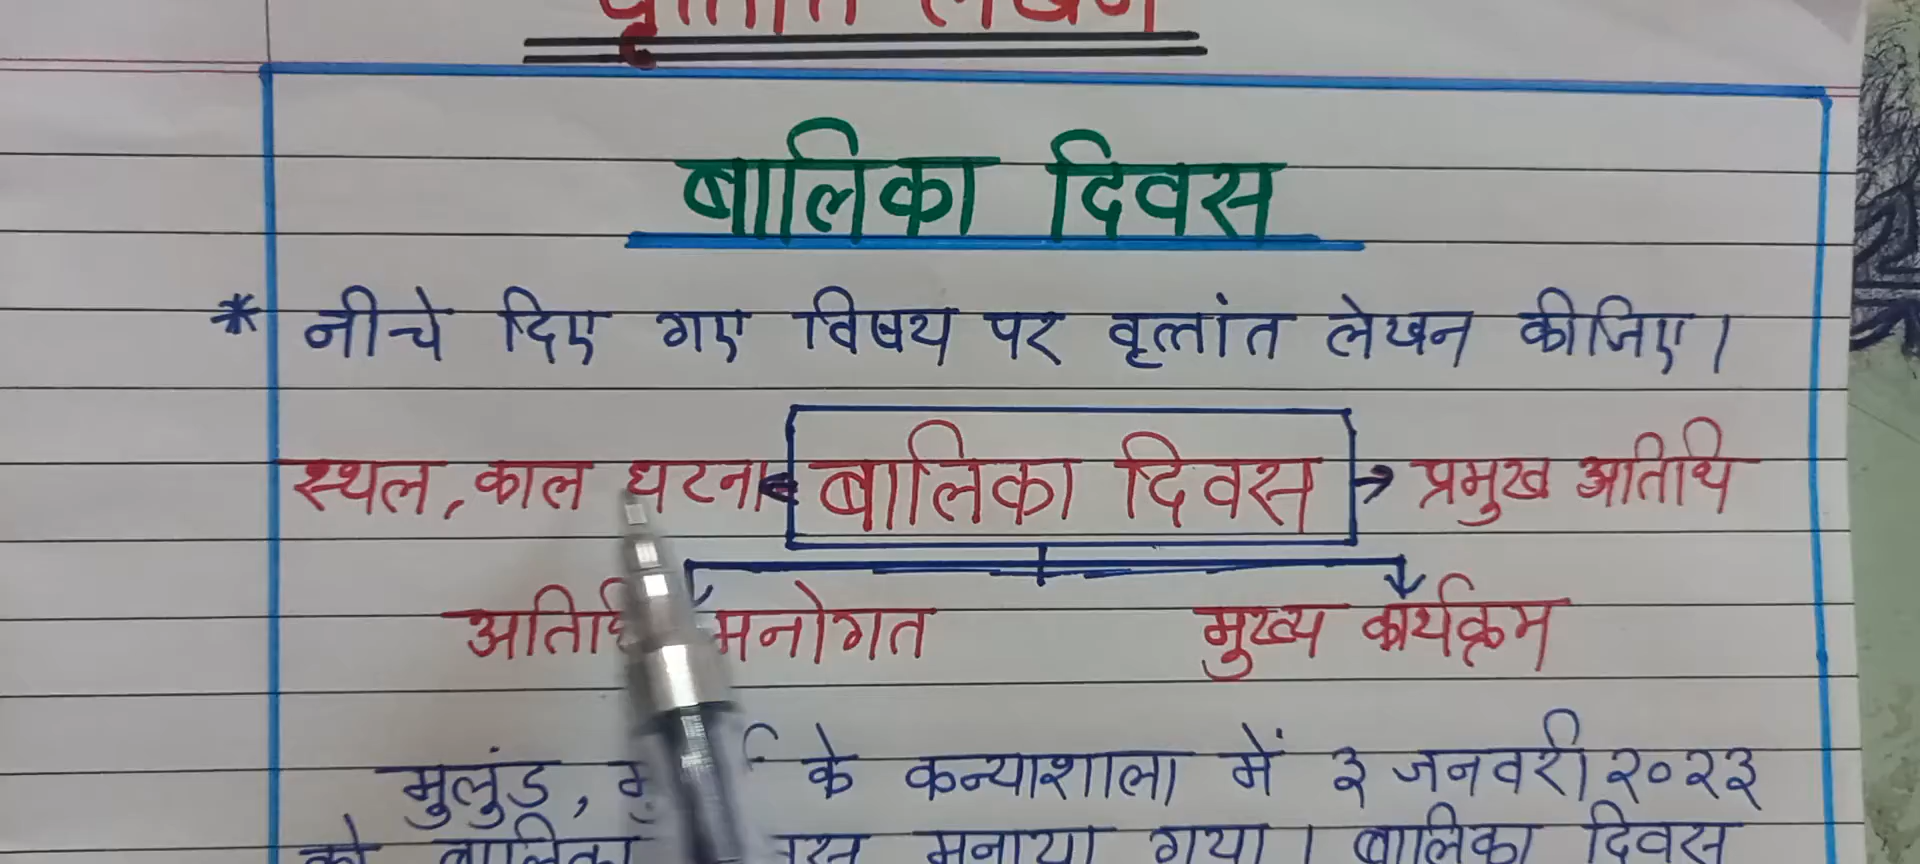 लेखन
बालिका दिवस
* नीचे दिए गए विषय पर वृत्तांत लेखन कीजिए।
स्थल, काल घटना बालिका दिवस प्रमुख अतिथि
मनोगत मुख्य कार्यक्रम
मुलुंड, के कन्याशाला में ३ जनवरी २०२३
को बालिका मनाया गया। बालिका दिवस